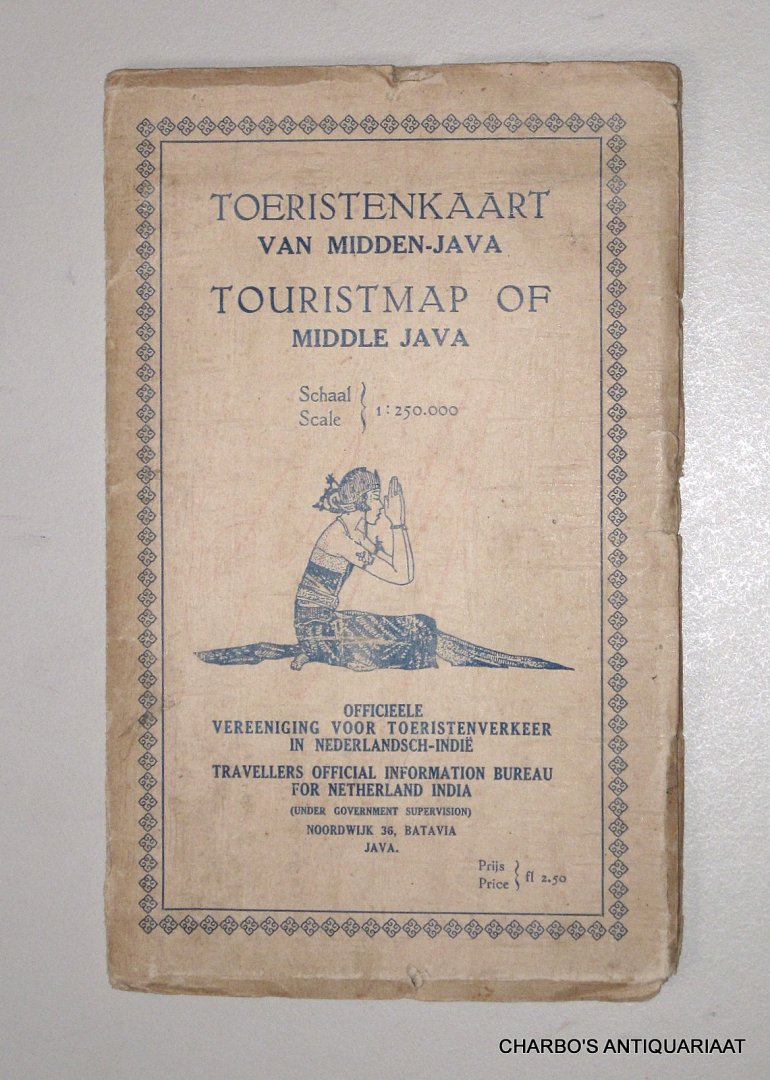 TOERISTENKAART
VAN MIDDEN-JAVA
TOURISTMAP OF
MIDDLE JAVA
Schaal
Scale
1:250.000
OFFICIEELE
VEREENIGING VOOR TOERISTENVERKEER
IN NEDERLANDSCH-INDIË
TRAVELLERS OFFICIAL INFORMATION BUREAU
FOR NETHERLAND INDIA
(UNDER GOVERNMENT SUPERVISION)
NOORDWIJK 36, BATAVIA
JAVA.
Prijs
Price
fl 2.50
CHARBO'S ANTIQUARIAAT